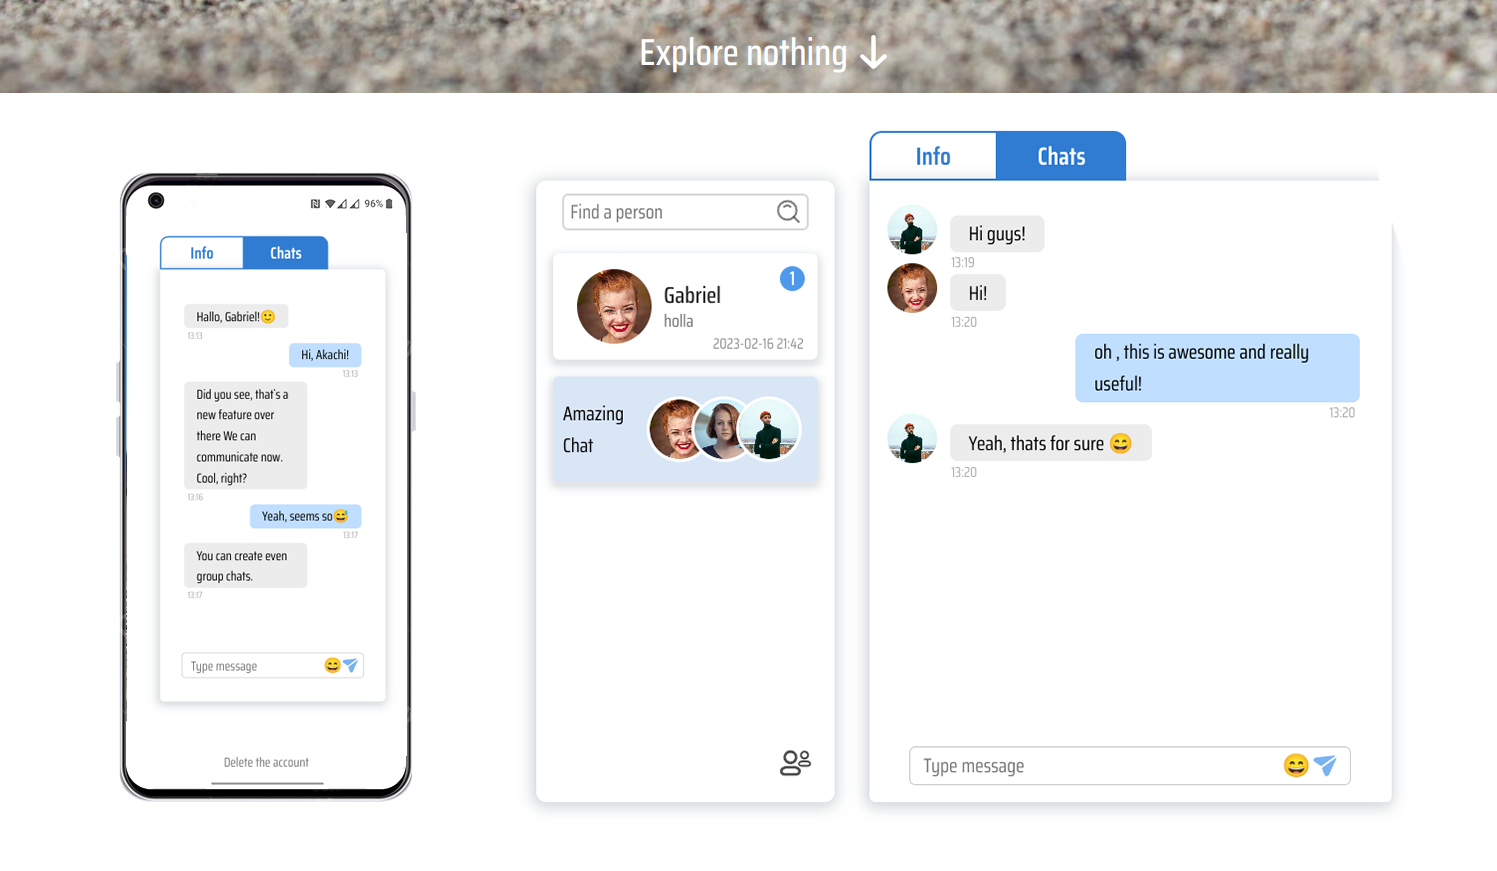 Explore nothing
96%
Info Chats
Hallo, Gabriel!🙂
13:13
Hi, Akachi!
13:13
Did you see, that's a
new feature over
there We can
communicate now.
Cool, right?
13:16
Yeah, seems so😅
13:17
You can create even
group chats.
13:17
Type message
Delete the account
Find a person
Gabriel
1
holla
2023-02-16 21:42
Amazing
Chat
Info Chats
Hi guys!
13:19
Hi!
13:20
oh , this is awesome and really
useful!
13:20
Yeah, thats for sure 😄
13:20
Type message